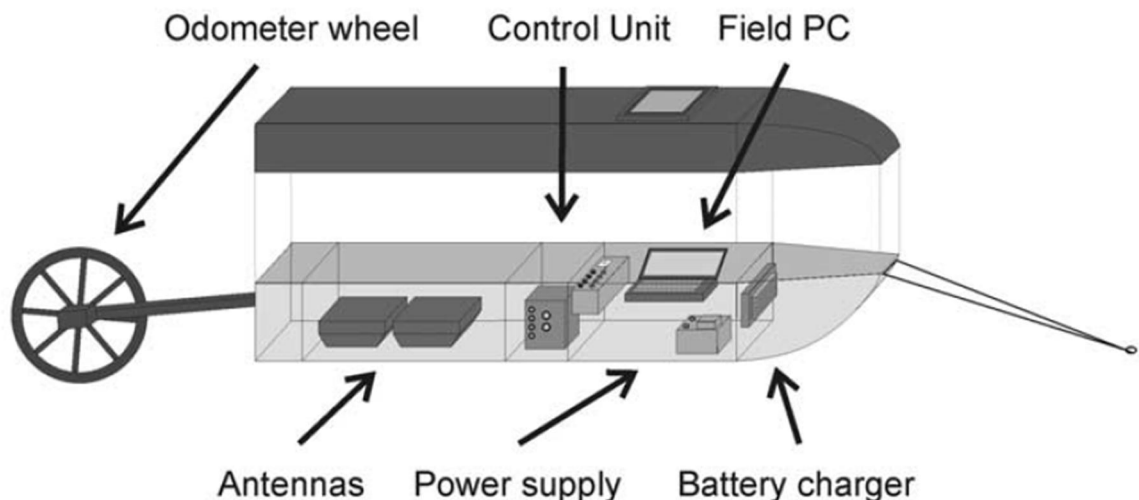 Odometer wheel Control Unit Field PC
Antennas Power supply Battery charger